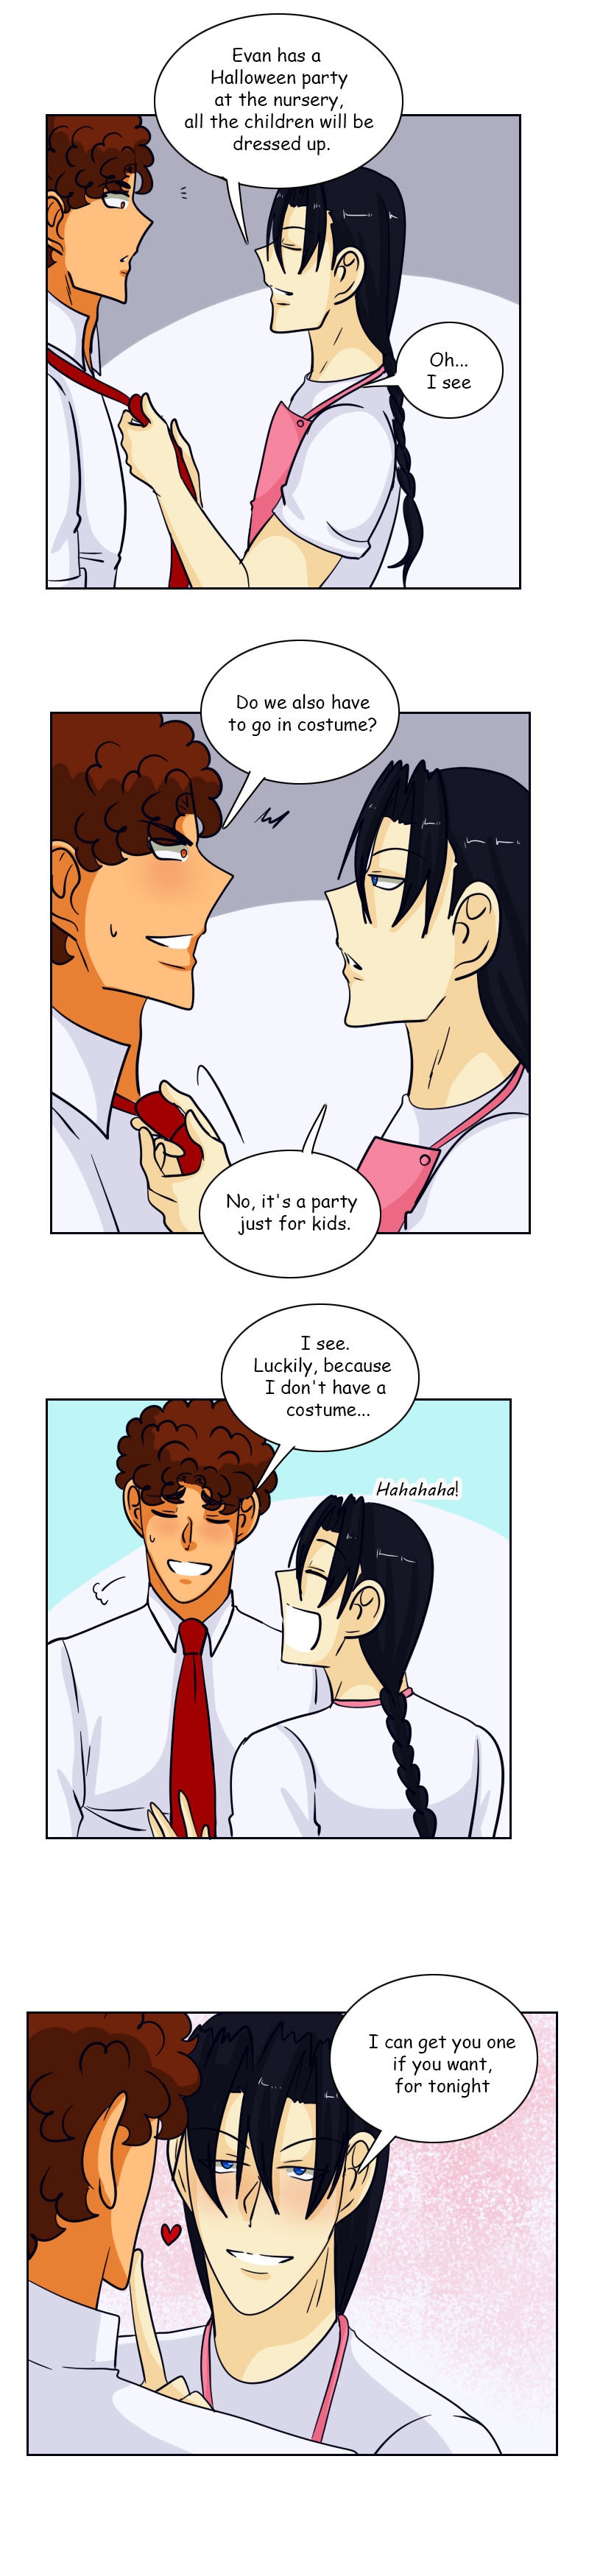 Evan has a
Halloween party
at the nursery,
all the children will be
dressed up.
Oh...
I see
Do we also have
to go in costume?
No, it's a party
just for kids.
I see.
Luckily, because
I don't have a
costume...
Hahahaha!
I can get you one
if you want,
for tonight